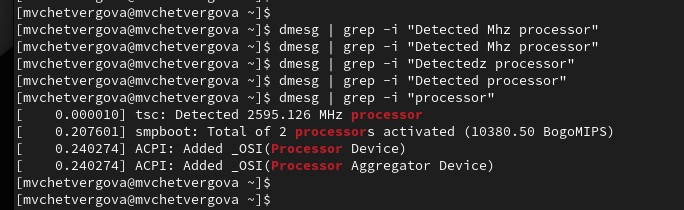 [mvchetvergova@mvchetvergova ~]$
[mvchetvergova@mvchetvergova ~]$ dmesg | grep -i "Detected Mhz processor"
[mvchetvergova@mvchetvergova ~]$ dmesg | grep -i "Detected Mhz processor"
[mvchetvergova@mvchetvergova ~]$ dmesg | grep -i "Detectedz processor"
[mvchetvergova@mvchetvergova ~]$ dmesg | grep -i "Detected processor"
[mvchetvergova@mvchetvergova ~]$ dmesg | grep -i "processor"
[    0.000010] tsc: Detected 2595.126 MHz processor
[    0.207601] smpboot: Total of 2 processors activated (10380.50 BogoMIPS)
[    0.240274] ACPI: Added _OSI(Processor Device)
[    0.240274] ACPI: Added _OSI(Processor Aggregator Device)
[mvchetvergova@mvchetvergova ~]$
[mvchetvergova@mvchetvergova ~]$